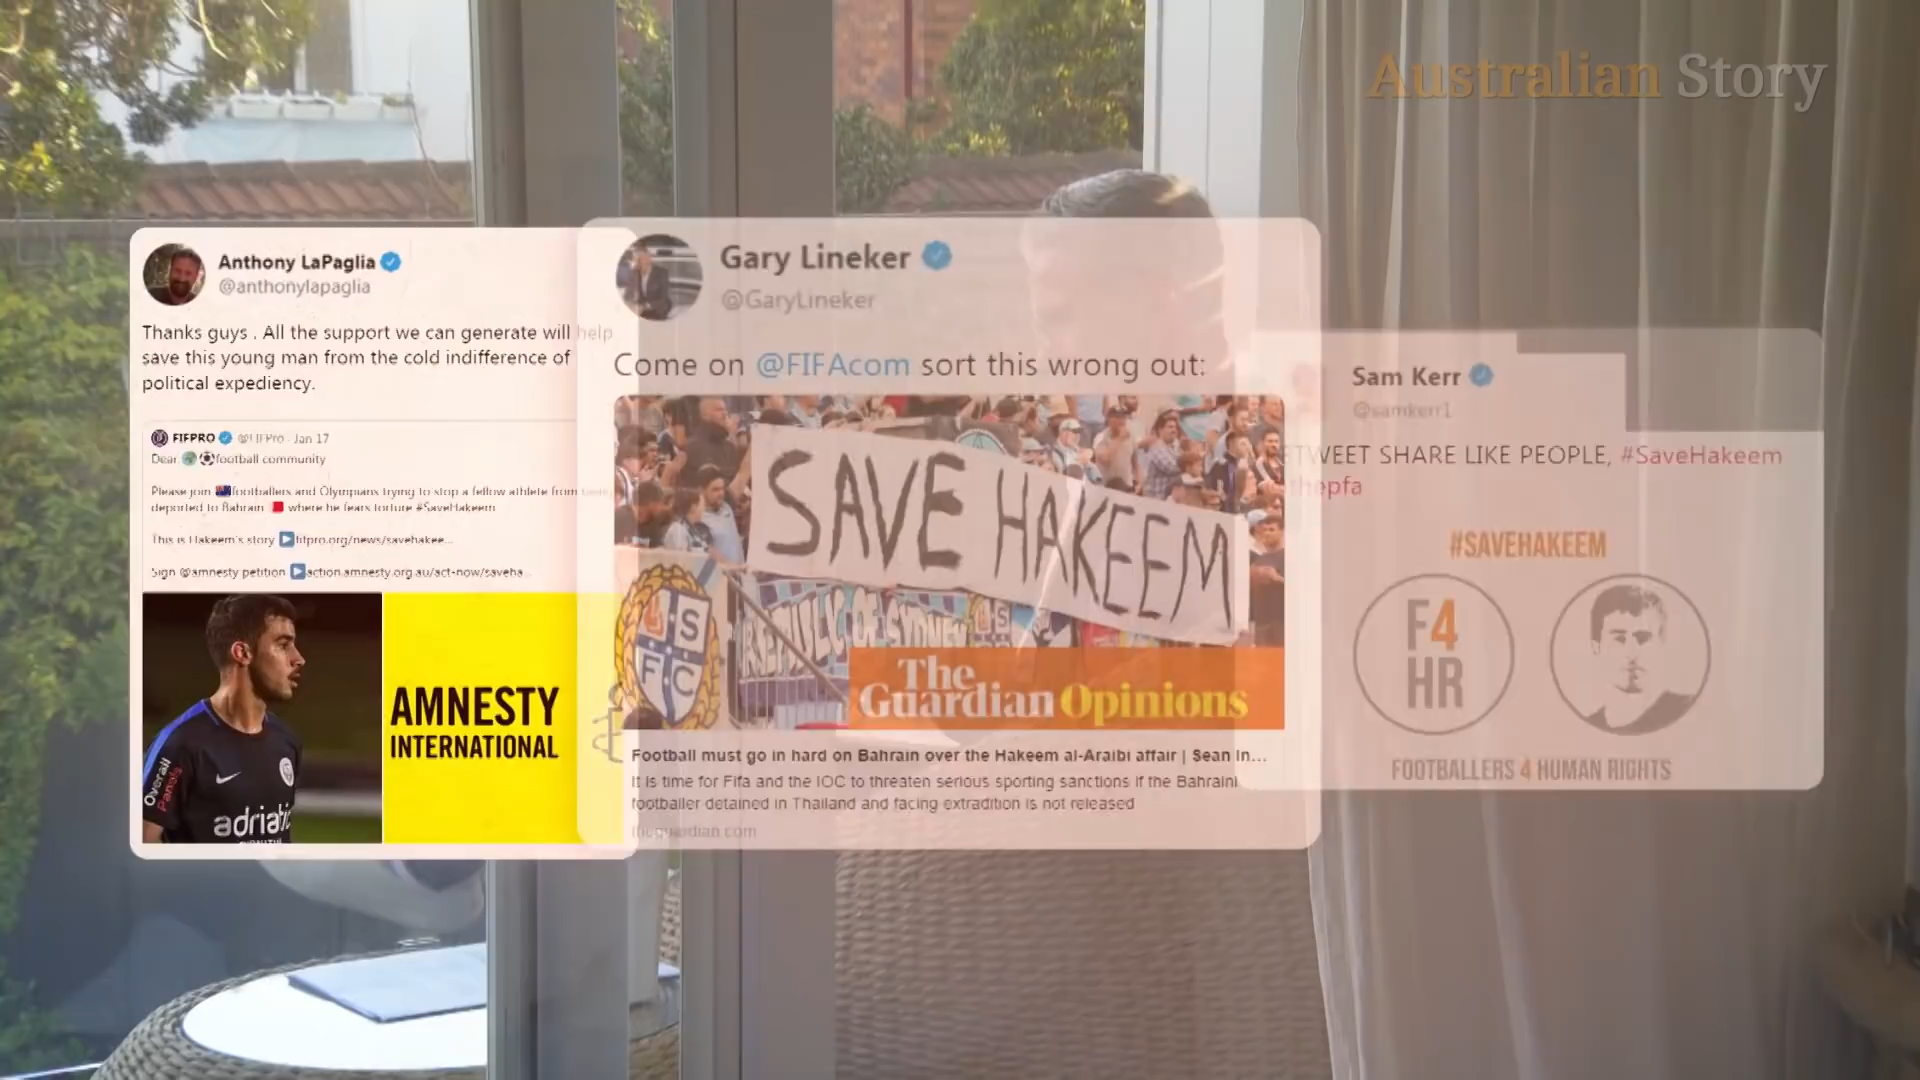 Australian Story
Anthony LaPaglia
@anthonylapaglia
Thanks guys . All the support we can generate will help
save this young man from the cold indifference of
political expediency.
FIFPRO @FIFPro · Jan 17
Dear football community
Please join footballers and Olympians trying to stop a fellow athlete from being
deported to Bahrain where he fears torture #SaveHakeem
This is Hakeem's story fifpro.org/news/savehakee...
Sign @amnesty petition action.amnesty.org.au/act-now/saveha...
Overall
Panels
adriatic
AMNESTY
INTERNATIONAL
Gary Lineker
@GaryLineker
Come on @FIFAcom sort this wrong out:
SAVE HAKEEM
REPUBLIC OF SYDNEY
SFC
The
Guardian Opinions
Football must go in hard on Bahrain over the Hakeem al-Araibi affair | Sean In...
It is time for Fifa and the IOC to threaten serious sporting sanctions if the Bahraini
footballer detained in Thailand and facing extradition is not released
theguardian.com
Sam Kerr
@samkerr1
TWEET SHARE LIKE PEOPLE, #SaveHakeem
thepfa
#SAVEHAKEEM
F4
HR
FOOTBALLERS 4 HUMAN RIGHTS